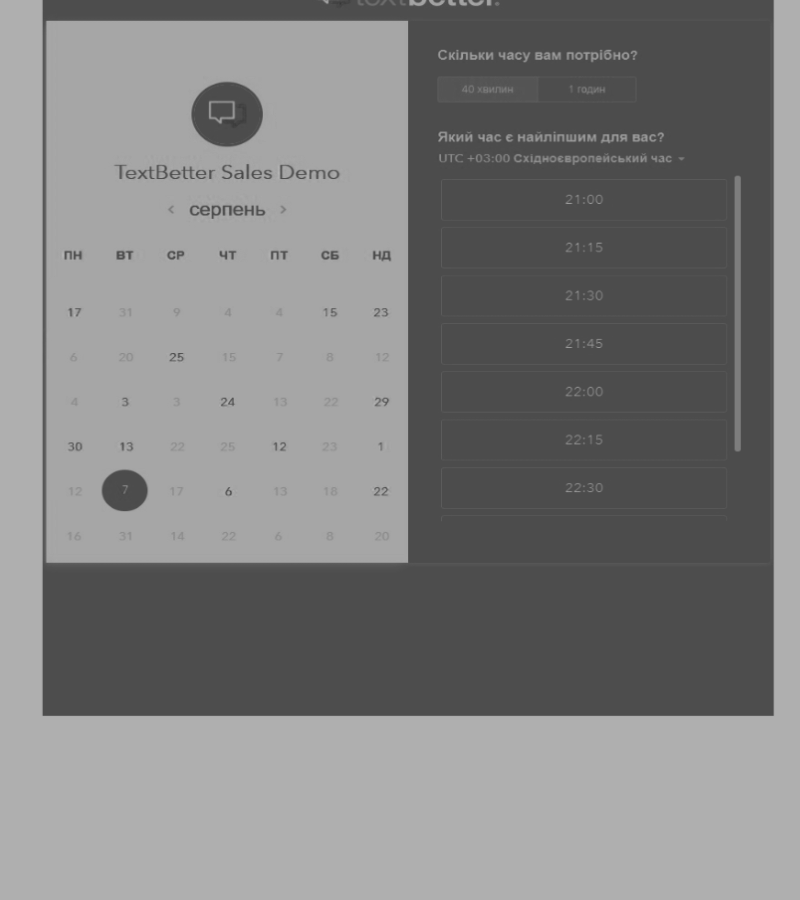 textbetter.
TextBetter Sales Demo
‹ серпень ›
ПН ВТ СР ЧТ ПТ СБ НД
17 31 9 4 4 15 23
6 20 25 15 7 8 12
4 3 3 24 13 22 29
30 13 22 25 12 23 1
12 7 17 6 13 18 22
16 31 14 22 6 8 20
Скільки часу вам потрібно?
40 хвилин 1 годин
Який час є найліпшим для вас?
UTC +03:00 Східноєвропейський час
21:00
21:15
21:30
21:45
22:00
22:15
22:30